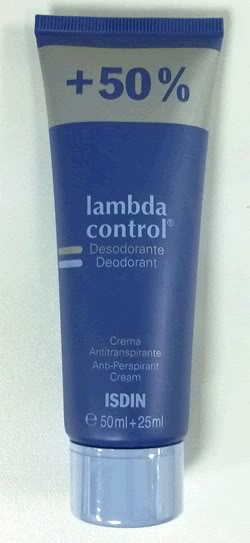 +50%
lambda
control®
Desodorante
Deodorant
Crema
Antitranspirante
Anti-Perspirant
Cream
ISDIN
℮ 50ml+25ml